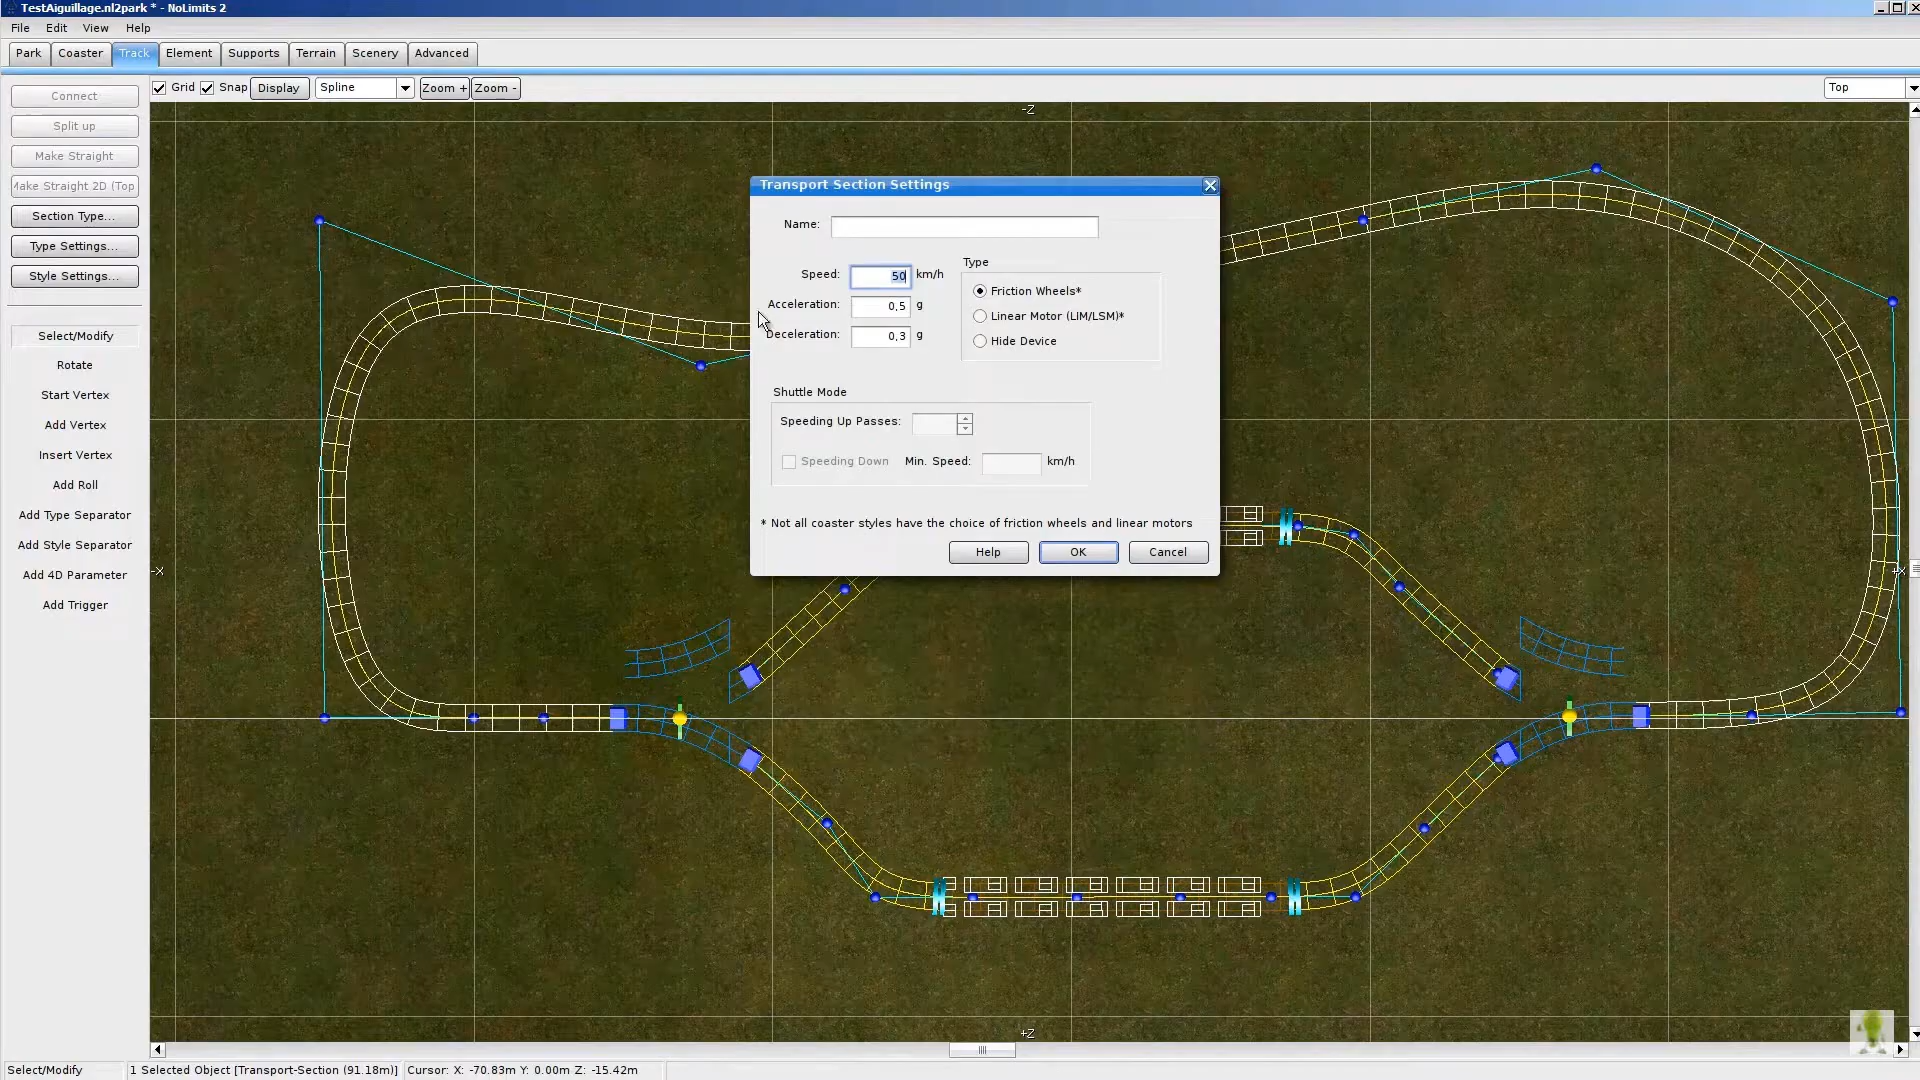 TestAiguillage.nl2park * - NoLimits 2
File Edit View Help
Park Coaster Track Element Supports Terrain Scenery Advanced
Connect
Split up
Make Straight
Make Straight 2D (Top
Section Type...
Type Settings...
Style Settings...
Select/Modify
Rotate
Start Vertex
Add Vertex
Insert Vertex
Add Roll
Add Type Separator
Add Style Separator
Add 4D Parameter
Add Trigger
Grid Snap Display Spline Zoom + Zoom - Top
-Z
-X
+X
+Z
Transport Section Settings
Name:
Speed: 50 km/h
Accleration: 0,5 g
Deceleration: 0,3 g
Type
Friction Wheels*
Linear Motor (LIM/LSM)*
Hide Device
Shuttle Mode
Speeding Up Passes:
Speeding Down Min. Speed: km/h
* Not all coaster styles have the choice of friction wheels and linear motors
Help OK Cancel
Select/Modify 1 Selected Object [Transport-Section (91.18m)] Cursor: X: -70.83m Y: 0.00m Z: -15.42m